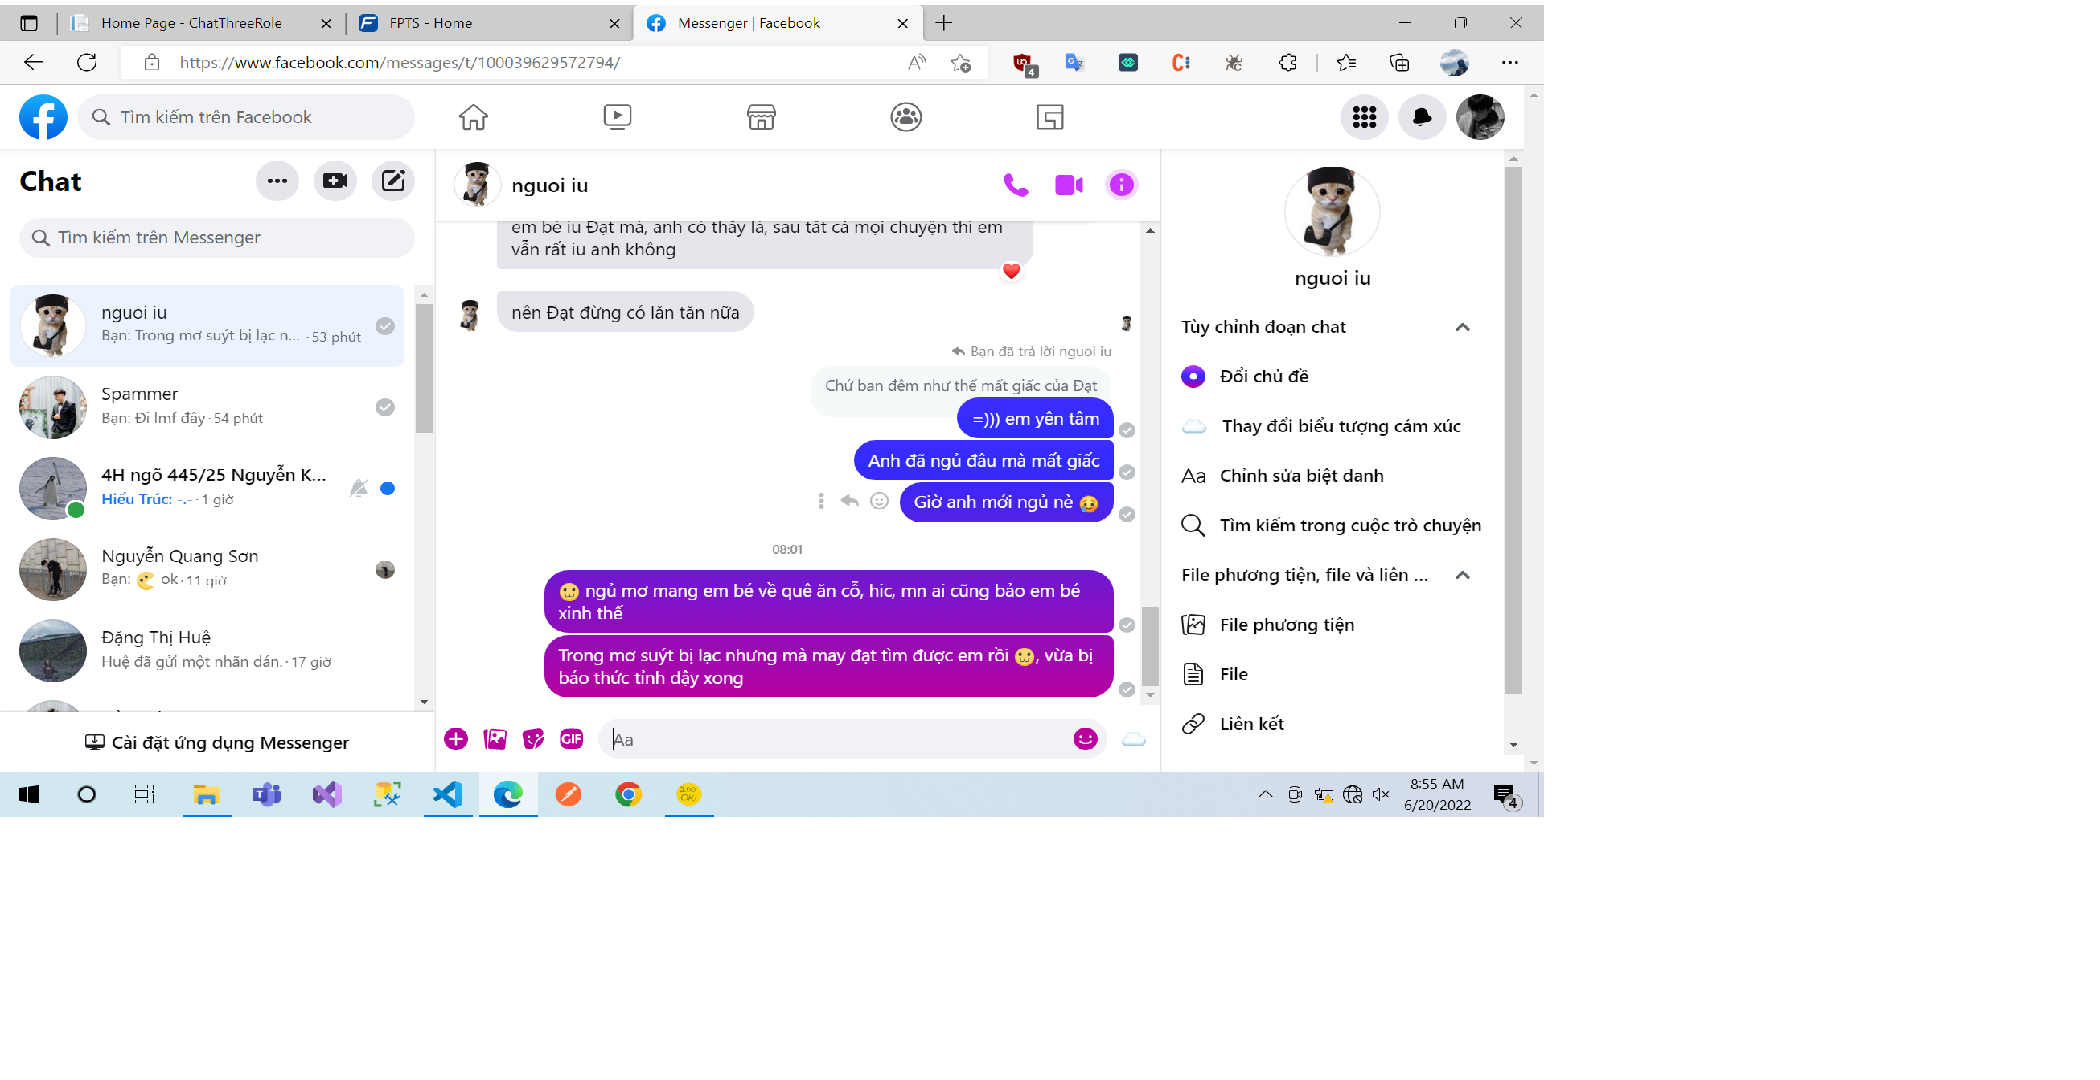 Home Page - ChatThreeRole
FPTS - Home
Messenger | Facebook
https://www.facebook.com/messages/t/100039629572794/
4
Tìm kiếm trên Facebook
Chat
Tìm kiếm trên Messenger
nguoi iu
Bạn: Trong mơ suýt bị lạc n... · 53 phút
Spammer
Bạn: Đi lmf đây · 54 phút
4H ngõ 445/25 Nguyễn K...
Hiếu Trúc: -.- · 1 giờ
Nguyễn Quang Sơn
Bạn: ok · 11 giờ
Đặng Thị Huệ
Huệ đã gửi một nhãn dán. · 17 giờ
Cài đặt ứng dụng Messenger
nguoi iu
em bé iu Đạt mà, anh có thấy là, sau tất cả mọi chuyện thì em
vẫn rất iu anh không
nên Đạt đừng có lăn tăn nữa
Bạn đã trả lời nguoi iu
Chứ ban đêm như thế mất giấc của Đạt
=))) em yên tâm
Anh đã ngủ đâu mà mất giấc
Giờ anh mới ngủ nè 😥
08:01
ngủ mơ mang em bé về quê ăn cỗ, hic, mn ai cũng bảo em bé
xinh thế
Trong mơ suýt bị lạc nhưng mà may đạt tìm được em rồi , vừa bị
báo thức tỉnh dậy xong
GIF
Aa
nguoi iu
Tùy chỉnh đoạn chat
Đổi chủ đề
Thay đổi biểu tượng cảm xúc
Aa Chỉnh sửa biệt danh
Tìm kiếm trong cuộc trò chuyện
File phương tiện, file và liên ...
File phương tiện
File
Liên kết
8:55 AM
6/20/2022
4